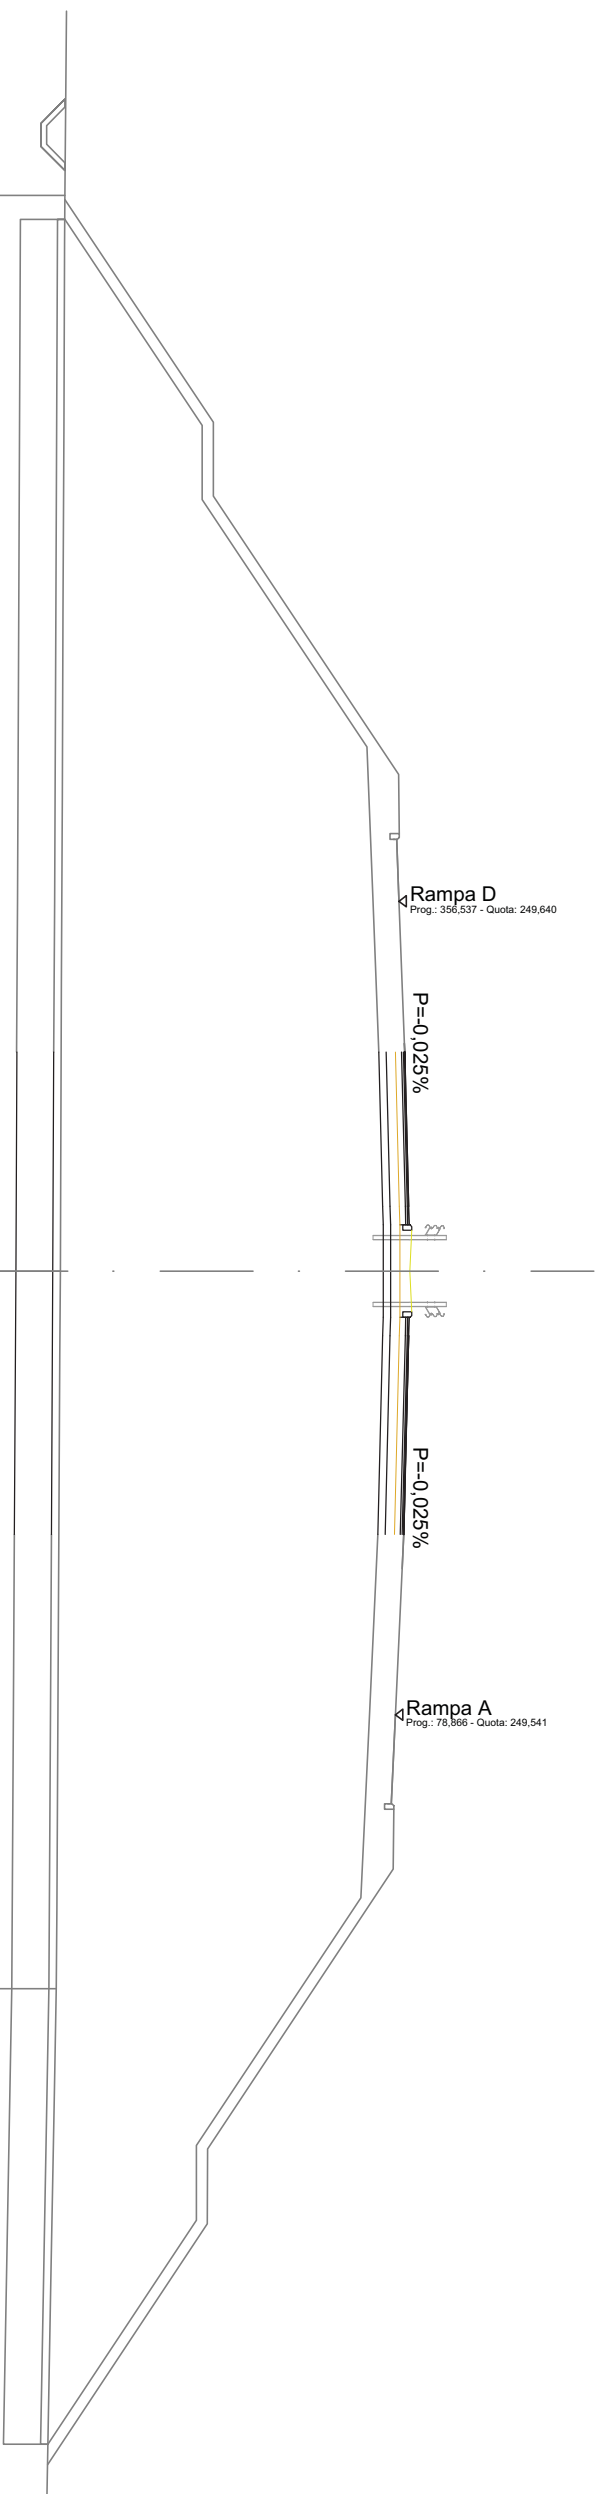 Rampa D
Prog.: 356,537 - Quota: 249,640
P=-0,025%
P=-0,025%
Rampa A
Prog.: 78,866 - Quota: 249,541